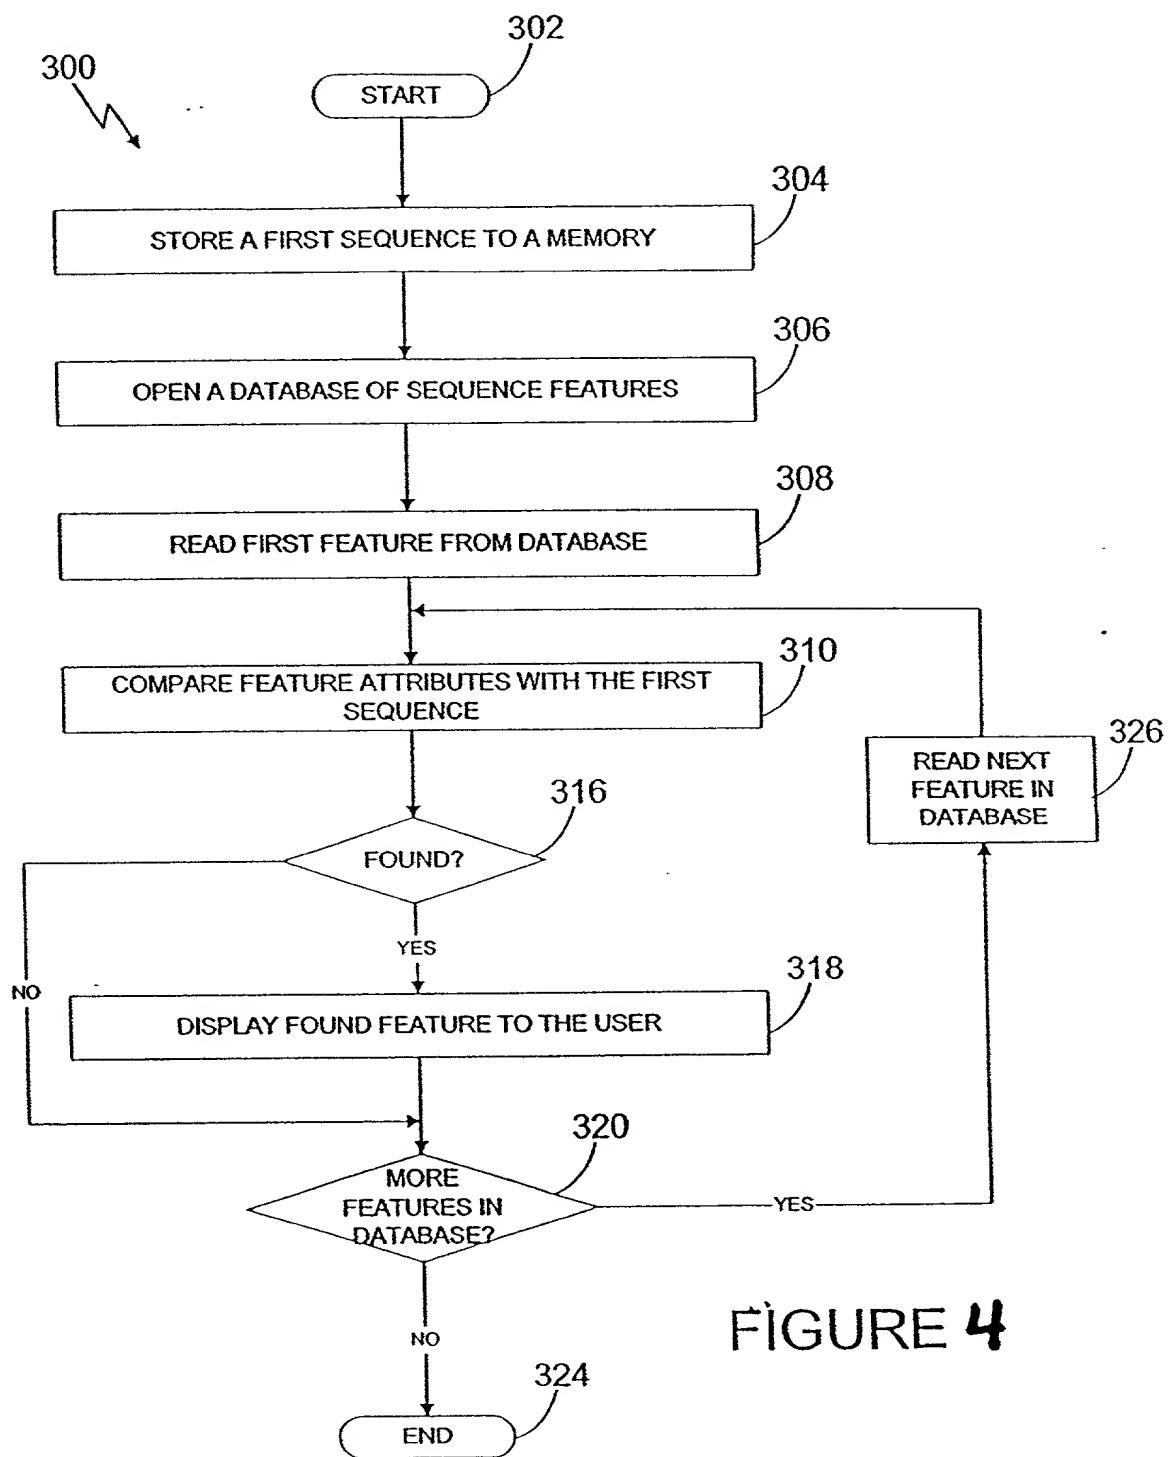 302
300
START
304
STORE A FIRST SEQUENCE TO A MEMORY
306
OPEN A DATABASE OF SEQUENCE FEATURES
308
READ FIRST FEATURE FROM DATABASE
310
COMPARE FEATURE ATTRIBUTES WITH THE FIRST
SEQUENCE
326
READ NEXT
FEATURE IN
DATABASE
316
FOUND?
YES
NO
318
DISPLAY FOUND FEATURE TO THE USER
320
MORE
FEATURES IN
DATABASE?
YES
NO
FIGURE 4
324
END